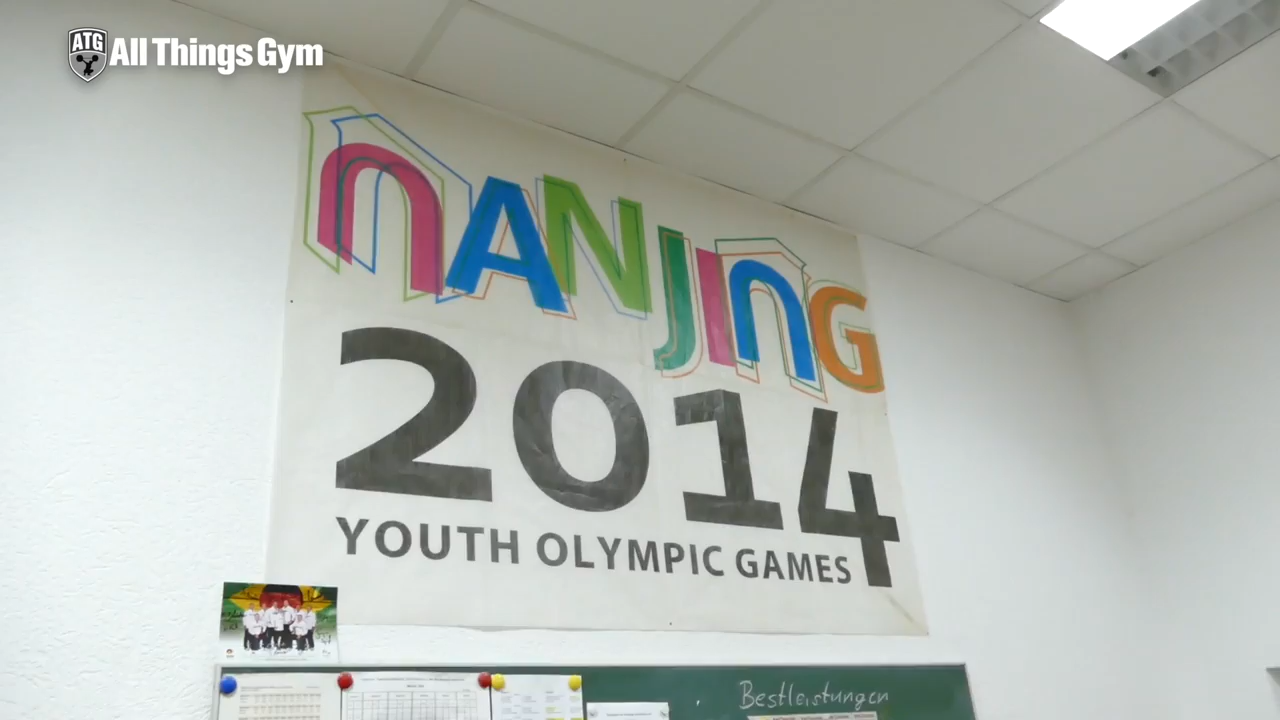 ATG All Things Gym
NANJING
2014
YOUTH OLYMPIC GAMES
Bestleistungen